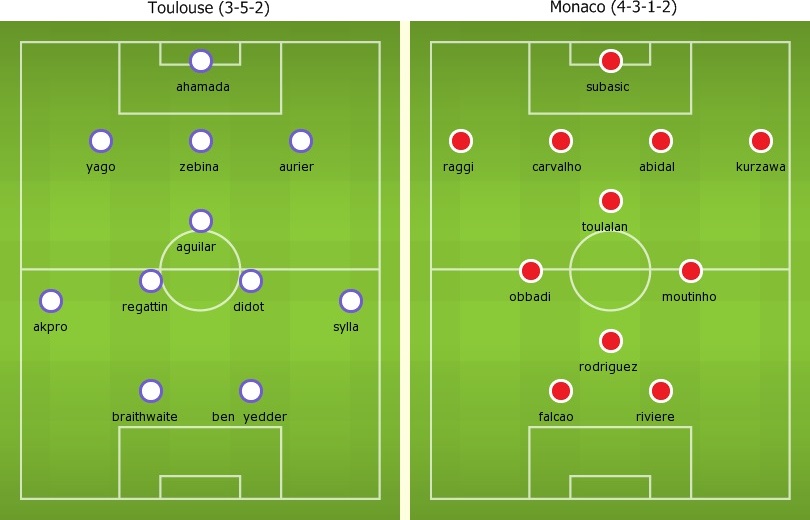 Toulouse (3-5-2)
ahamada
yago zebina aurier
aguilar
regattin didot
akpro sylla
braithwaite ben yedder
Monaco (4-3-1-2)
subasic
raggi carvalho abidal kurzawa
toulalan
obbadi moutinho
rodriguez
falcao riviere